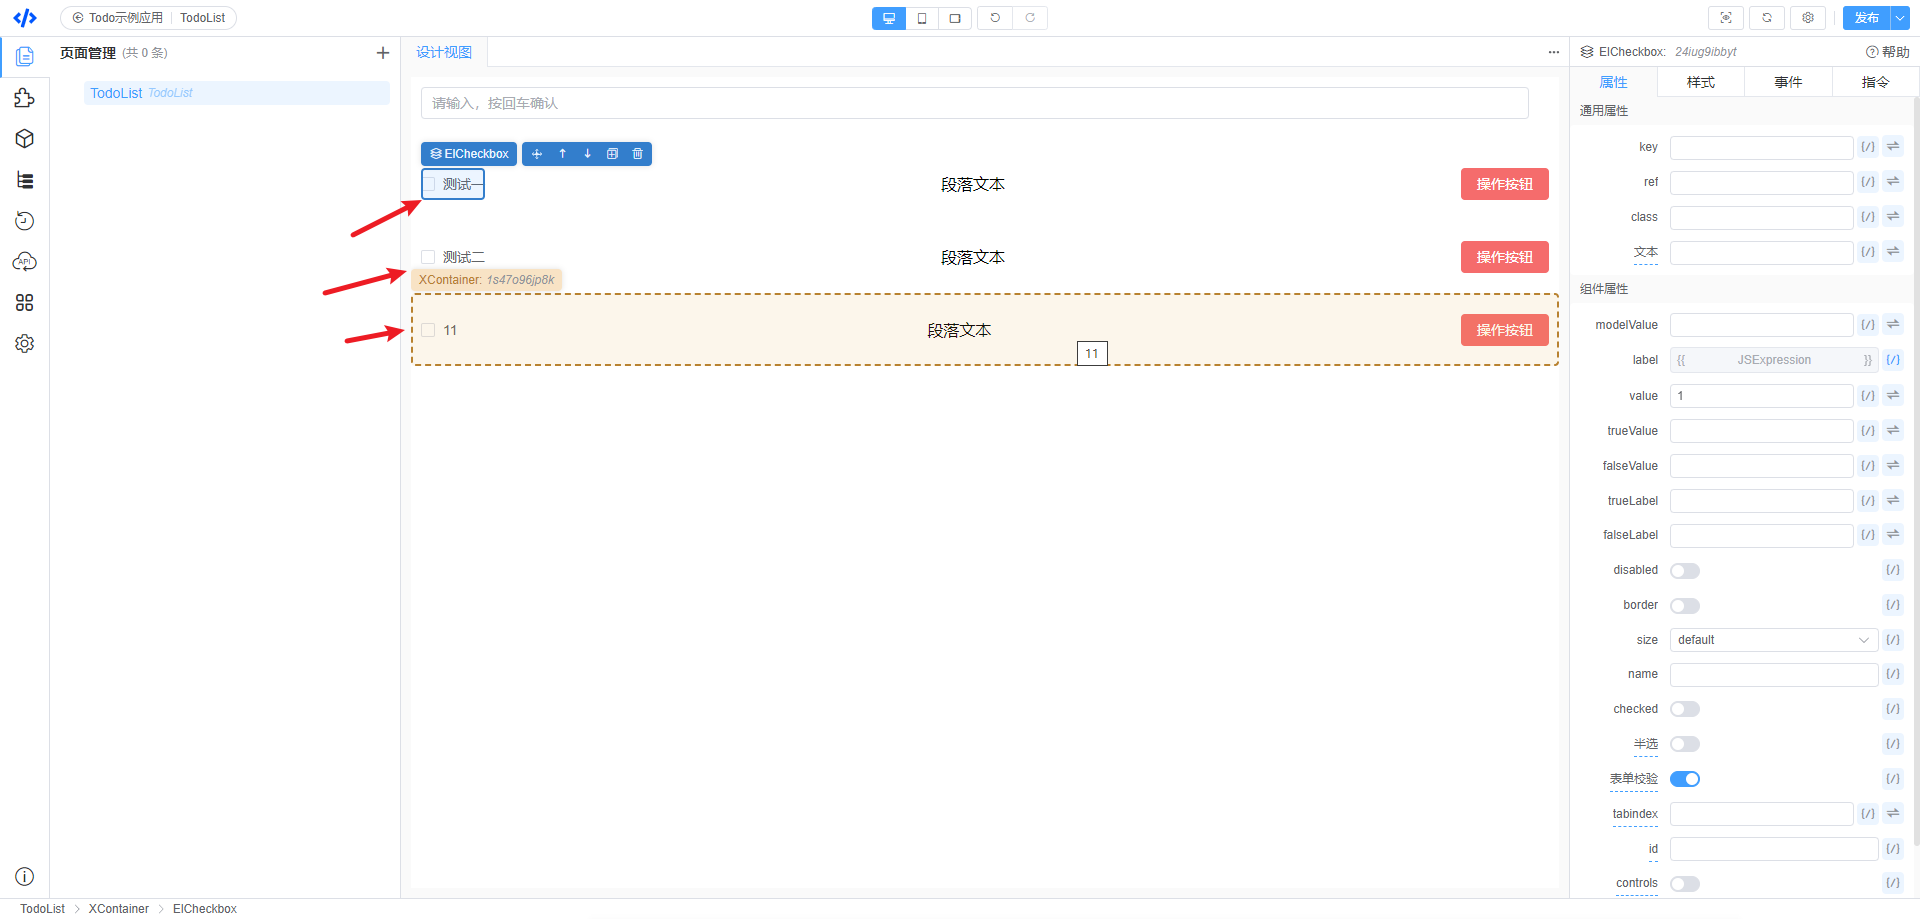 Todo示例应用
TodoList
发布
页面管理 (共 0 条)
设计视图
ElCheckbox: 24iug9ibbyt
帮助
TodoList TodoList
属性
样式
事件
指令
通用属性
请输入，按回车确认
key
ref
class
文本
ElCheckbox
测试一
段落文本
操作按钮
测试二
段落文本
操作按钮
XContainer: 1s47o96jp8k
11
段落文本
操作按钮
11
组件属性
modelValue
label {{ JSExpression }}
value 1
trueValue
falseValue
trueLabel
falseLabel
disabled
border
size default
name
checked
半选
表单校验
tabindex
id
controls
API
TodoList > XContainer > ElCheckbox